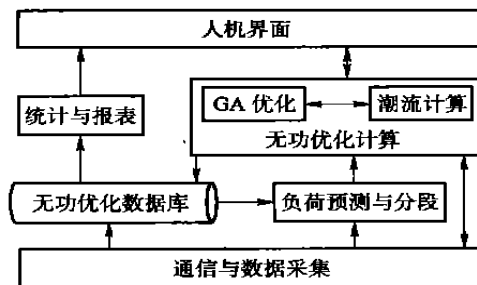 人机界面
GA 优化
潮流计算
统计与报表
无功优化计算
无功优化数据库
负荷预测与分段
通信与数据采集